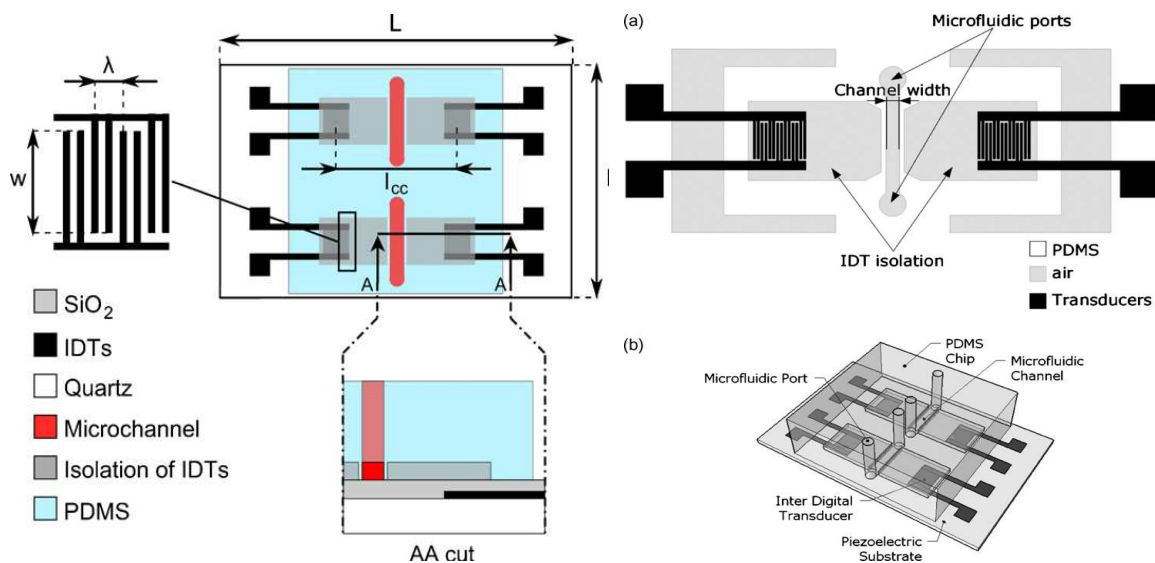 L
λ
w
lcc
A
A
l
SiO2
IDTs
Quartz
Microchannel
Isolation of IDTs
PDMS
AA cut
(a)
Microfluidic ports
Channel width
IDT isolation
PDMS
air
Transducers
(b)
PDMS
Chip
Microfluidic
Channel
Microfluidic Port
Inter Digital
Transducer
Piezoelectric
Substrate